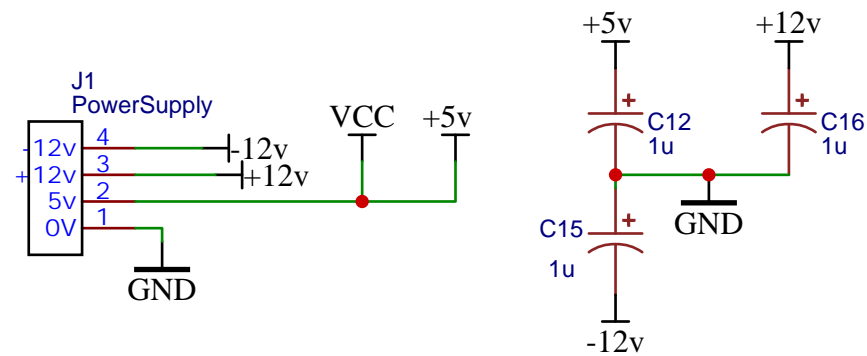 J1
PowerSupply
-12v 4
+12v 3
5v 2
0V 1
-12v
+12v
VCC
+5v
GND
+5v
+12v
+
C12
1u
+
C16
1u
GND
+
C15
1u
-12v